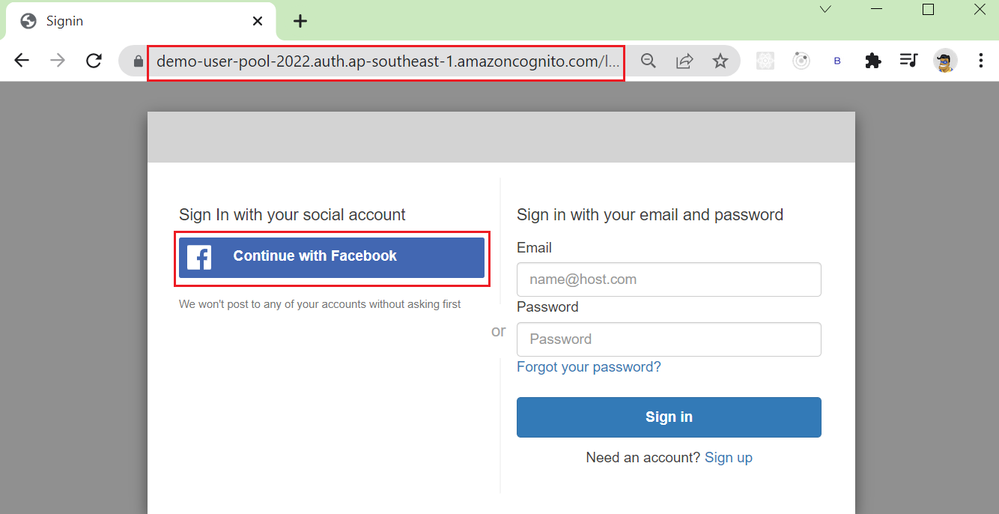 Signin
demo-user-pool-2022.auth.ap-southeast-1.amazoncognito.com/l...
B
Sign In with your social account
Continue with Facebook
We won't post to any of your accounts without asking first
or
Sign in with your email and password
Email
name@host.com
Password
Password
Forgot your password?
Sign in
Need an account? Sign up